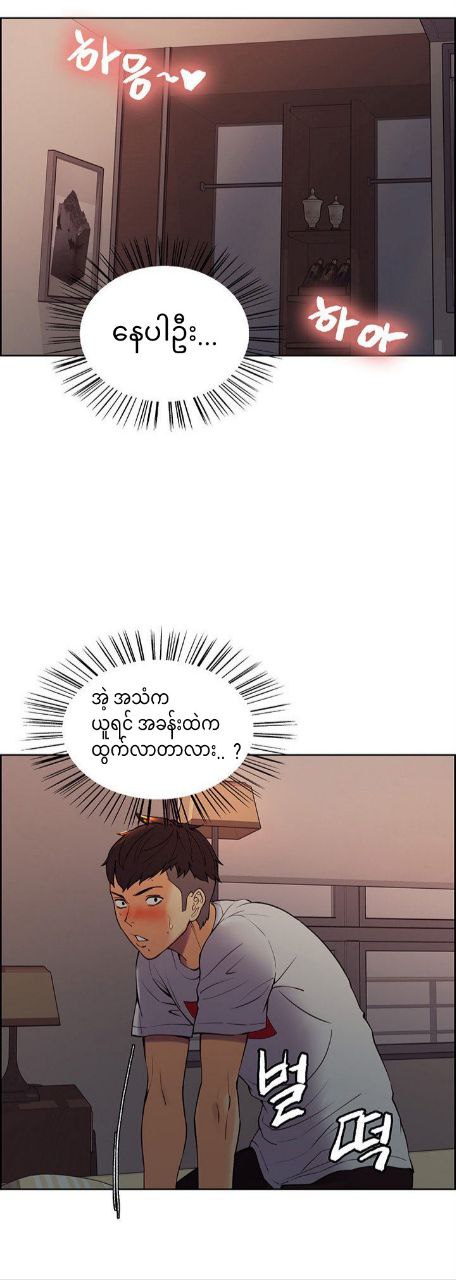 하응~♥
နေပါဦး...
하아
အဲ့ အသံက
ယူရင် အခန်းထဲက
ထွက်လာတာလား.. ?
벌
떡